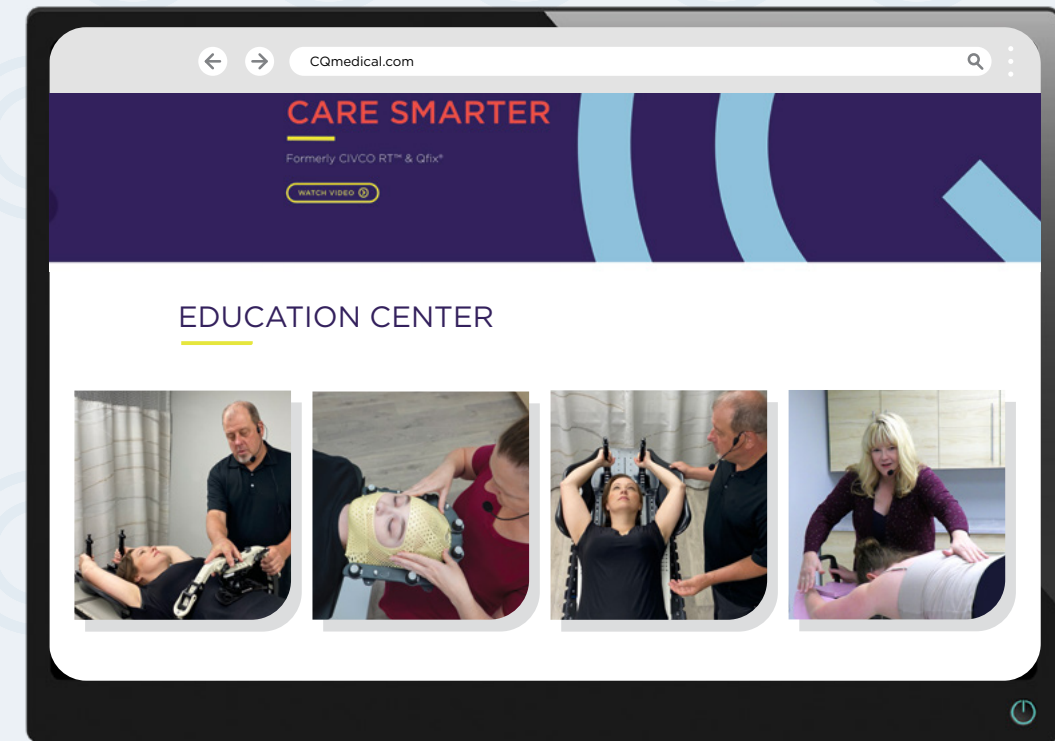 CQmedical.com
CARE SMARTER
Formerly CIVCO RT™ & Qfix®
WATCH VIDEO
EDUCATION CENTER